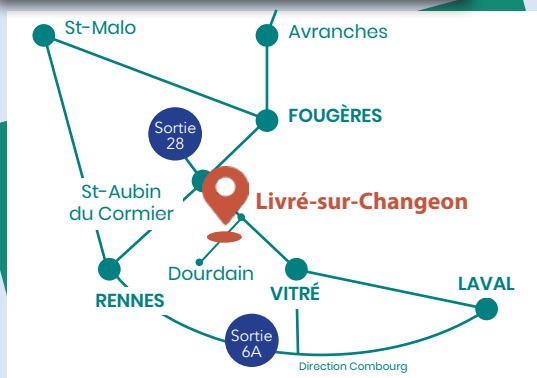 St-Malo
Avranches
FOUGÈRES
Sortie
28
St-Aubin
du Cormier
Livré-sur-Changeon
Dourdain
RENNES
VITRÉ
LAVAL
Sortie
6A
Direction Combourg